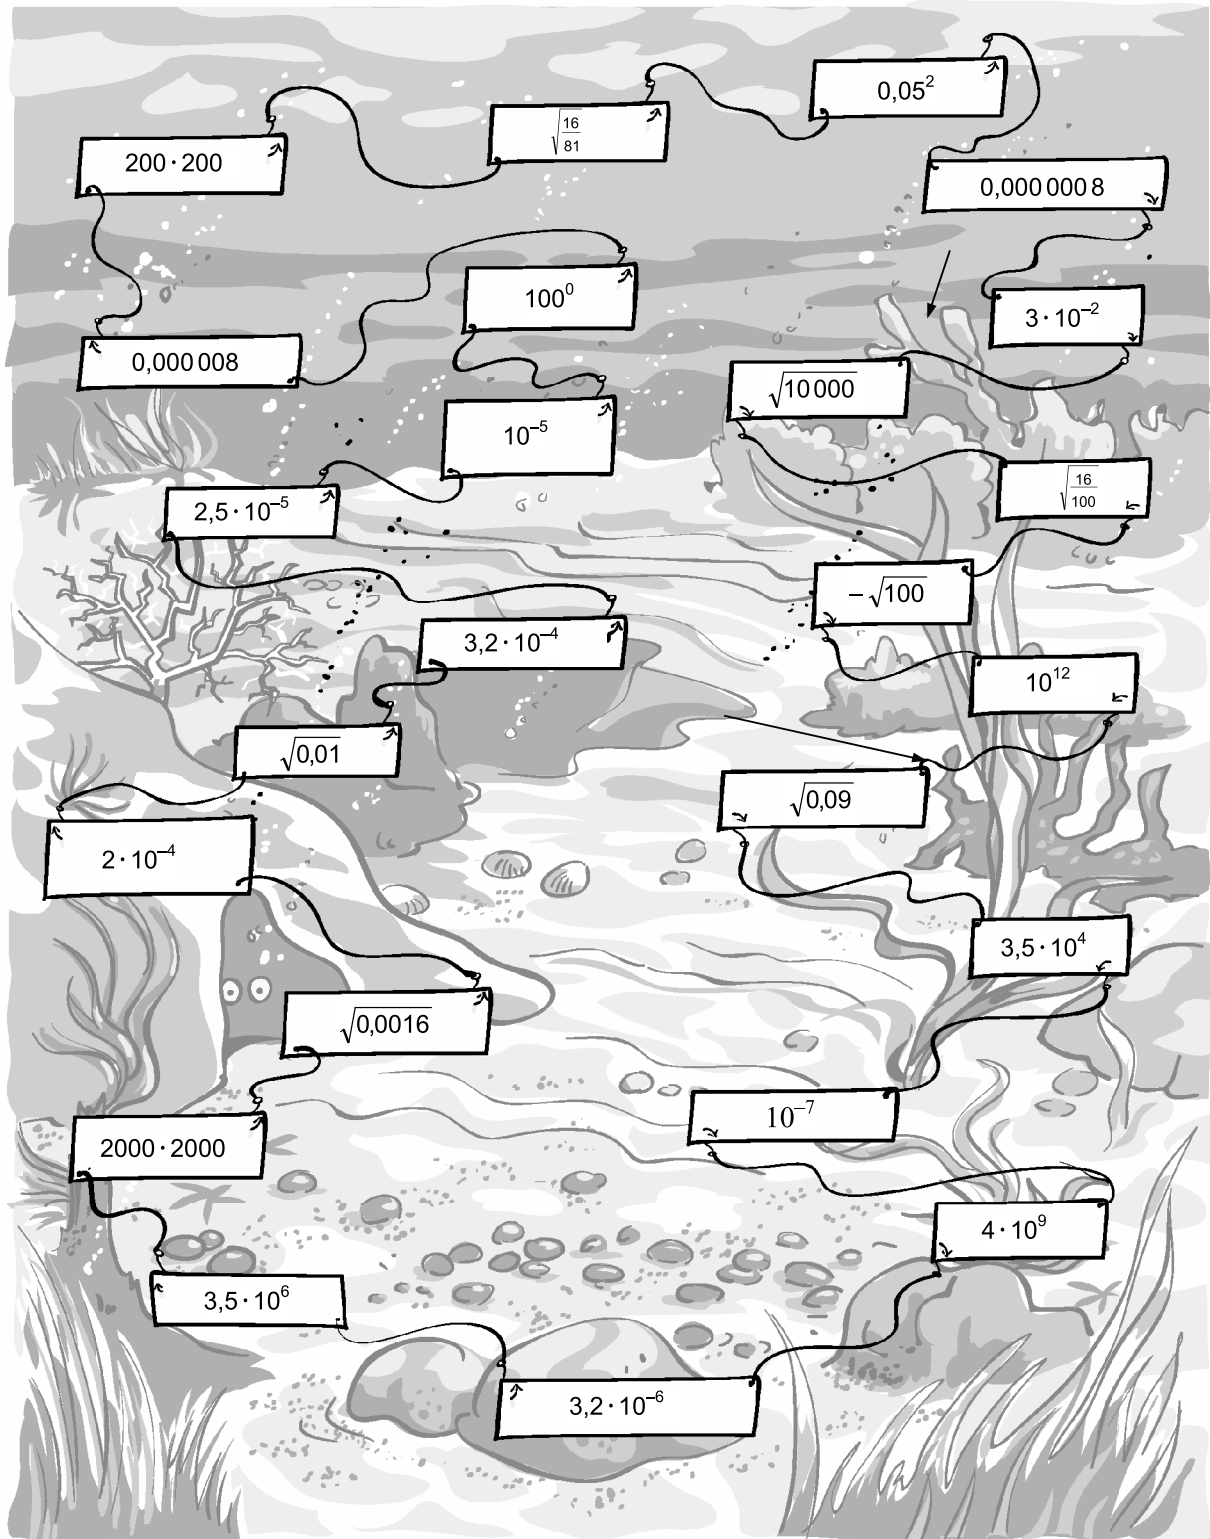 0,05²
√(16/81)
200 · 200
0,000 000 8
100⁰
3 · 10⁻²
0,000 008
√10 000
10⁻⁵
√(16/100)
2,5 · 10⁻⁵
−√100
3,2 · 10⁻⁴
10¹²
√0,01
√0,09
2 · 10⁻⁴
3,5 · 10⁴
√0,0016
10⁻⁷
2000 · 2000
4 · 10⁹
3,5 · 10⁶
3,2 · 10⁻⁶